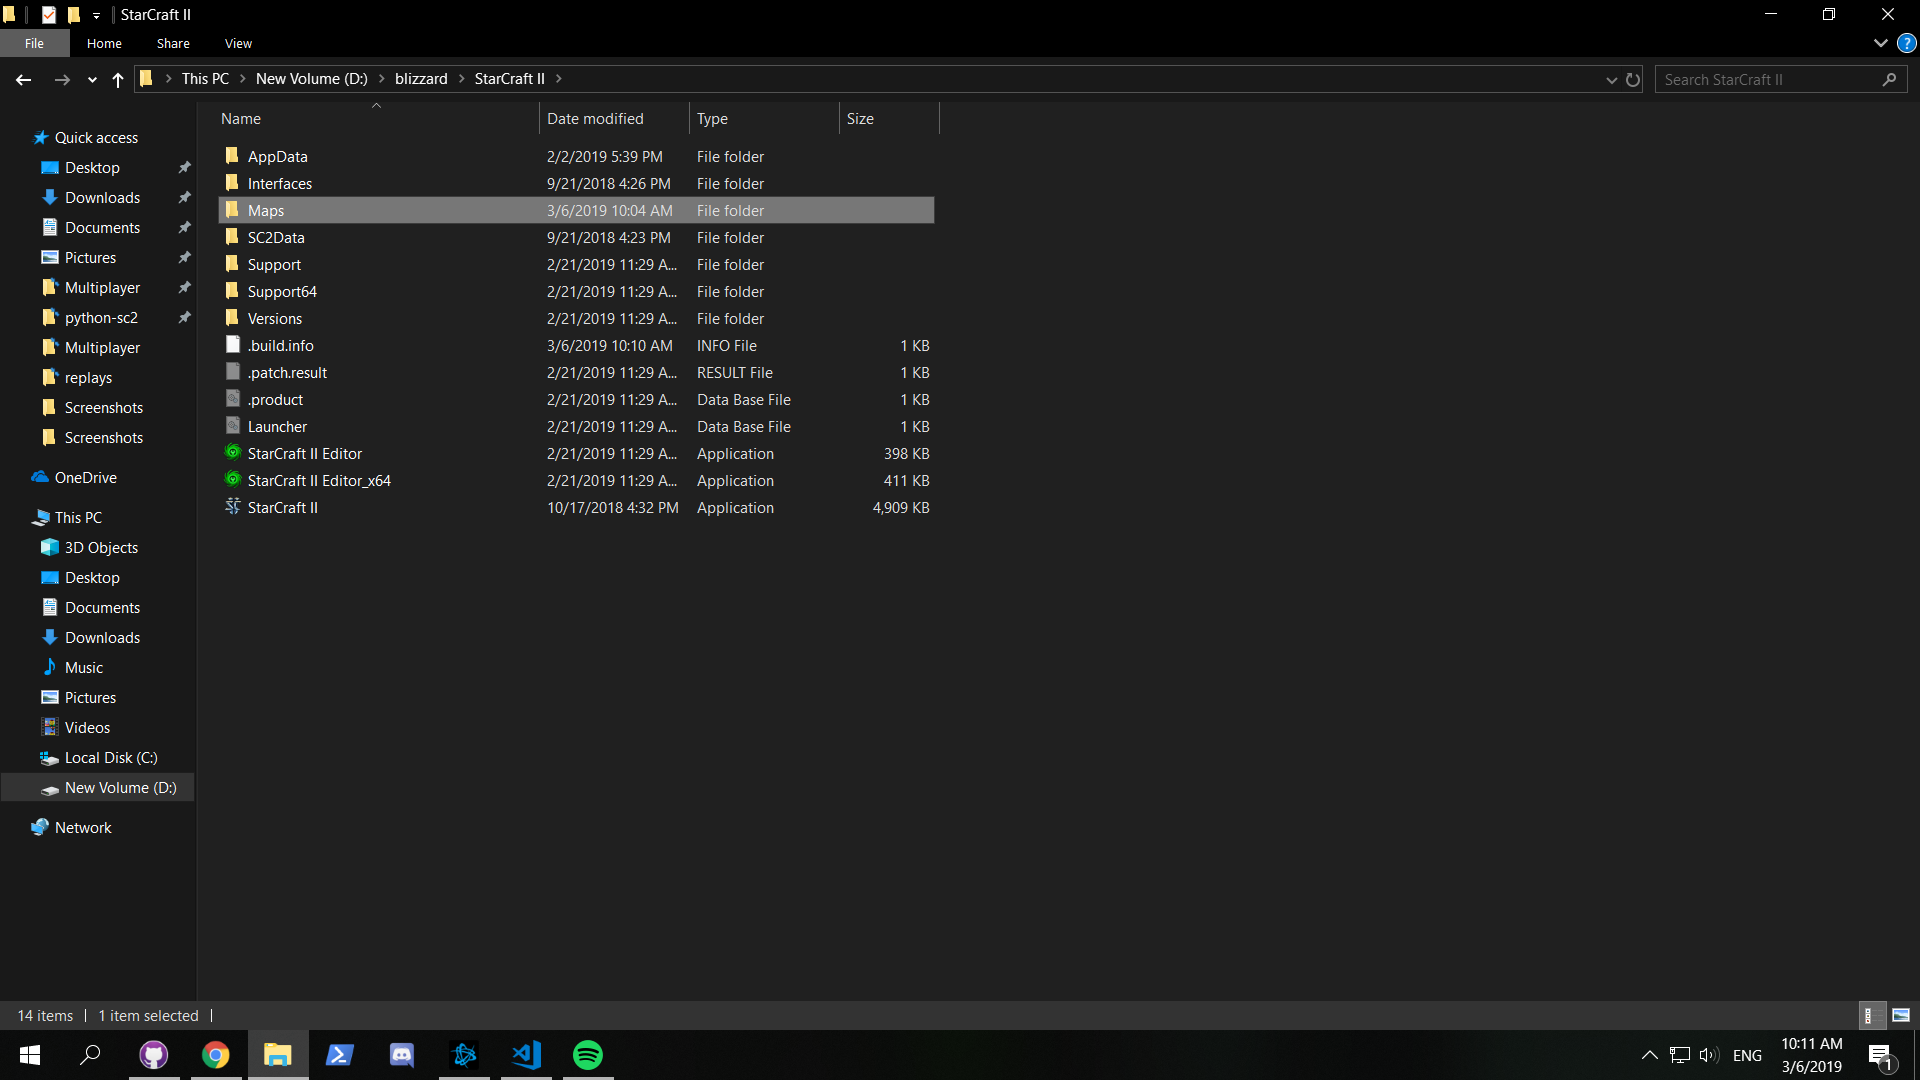 StarCraft II
File Home Share View
This PC New Volume (D:) blizzard StarCraft II Search StarCraft II
Name Date modified Type Size
Quick access
Desktop
Downloads
Documents
Pictures
Multiplayer
python-sc2
Multiplayer
replays
Screenshots
Screenshots
OneDrive
This PC
3D Objects
Desktop
Documents
Downloads
Music
Pictures
Videos
Local Disk (C:)
New Volume (D:)
Network
AppData 2/2/2019 5:39 PM File folder
Interfaces 9/21/2018 4:26 PM File folder
Maps 3/6/2019 10:04 AM File folder
SC2Data 9/21/2018 4:23 PM File folder
Support 2/21/2019 11:29 A... File folder
Support64 2/21/2019 11:29 A... File folder
Versions 2/21/2019 11:29 A... File folder
.build.info 3/6/2019 10:10 AM INFO File 1 KB
.patch.result 2/21/2019 11:29 A... RESULT File 1 KB
.product 2/21/2019 11:29 A... Data Base File 1 KB
Launcher 2/21/2019 11:29 A... Data Base File 1 KB
StarCraft II Editor 2/21/2019 11:29 A... Application 398 KB
StarCraft II Editor_x64 2/21/2019 11:29 A... Application 411 KB
StarCraft II 10/17/2018 4:32 PM Application 4,909 KB
14 items 1 item selected
ENG
10:11 AM
3/6/2019
1